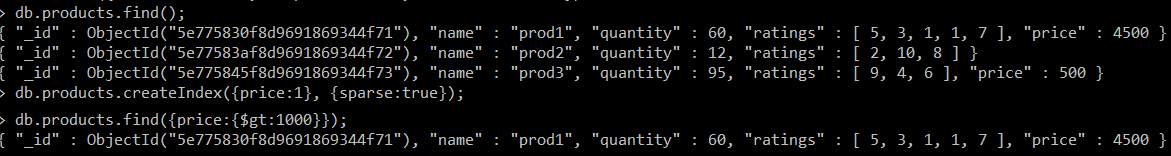 > db.products.find();
{ "_id" : ObjectId("5e775830f8d9691869344f71"), "name" : "prod1", "quantity" : 60, "ratings" : [ 5, 3, 1, 1, 7 ], "price" : 4500 }
{ "_id" : ObjectId("5e77583af8d9691869344f72"), "name" : "prod2", "quantity" : 12, "ratings" : [ 2, 10, 8 ] }
{ "_id" : ObjectId("5e775845f8d9691869344f73"), "name" : "prod3", "quantity" : 95, "ratings" : [ 9, 4, 6 ], "price" : 500 }
> db.products.createIndex({price:1}, {sparse:true});
> db.products.find({price:{$gt:1000}});
{ "_id" : ObjectId("5e775830f8d9691869344f71"), "name" : "prod1", "quantity" : 60, "ratings" : [ 5, 3, 1, 1, 7 ], "price" : 4500 }